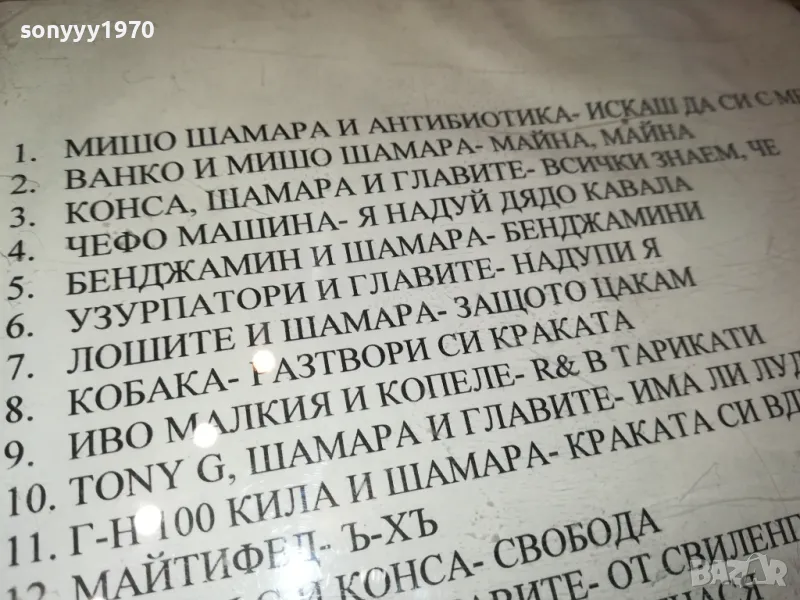 sonyyy1970
1. МИШО ШАМАРА И АНТИБИОТИКА- ИСКАШ ДА СИ С
2. ВАНКО И МИШО ШАМАРА- МАЙНА, МАЙНА
3. КОНСА, ШАМАРА И ГЛАВИТЕ- ВСИЧКИ ЗНАЕМ, ЧЕ
4. ЧЕФО МАШИНА- Я НАДУЙ ДЯДО КАВАЛА
5. БЕНДЖАМИН И ШАМАРА- БЕНДЖАМИНИ
6. УЗУРПАТОРИ И ГЛАВИТЕ- НАДУПИ Я
7. ЛОШИТЕ И ШАМАРА- ЗАЩОТО ЦАКАМ
8. КОБАКА- РАЗТВОРИ СИ КРАКАТА
9. ИВО МАЛКИЯ И КОПЕЛЕ- R& В ТАРИКАТИ
10. TONY G, ШАМАРА И ГЛАВИТЕ- ИМА ЛИ
11. Г-Н 100 КИЛА И ШАМАРА- КРАКАТА СИ
12. МАЙТИФЕД- Ъ-ХЪ
И КОНСА- СВОБОДА
ОТ
BAZAR